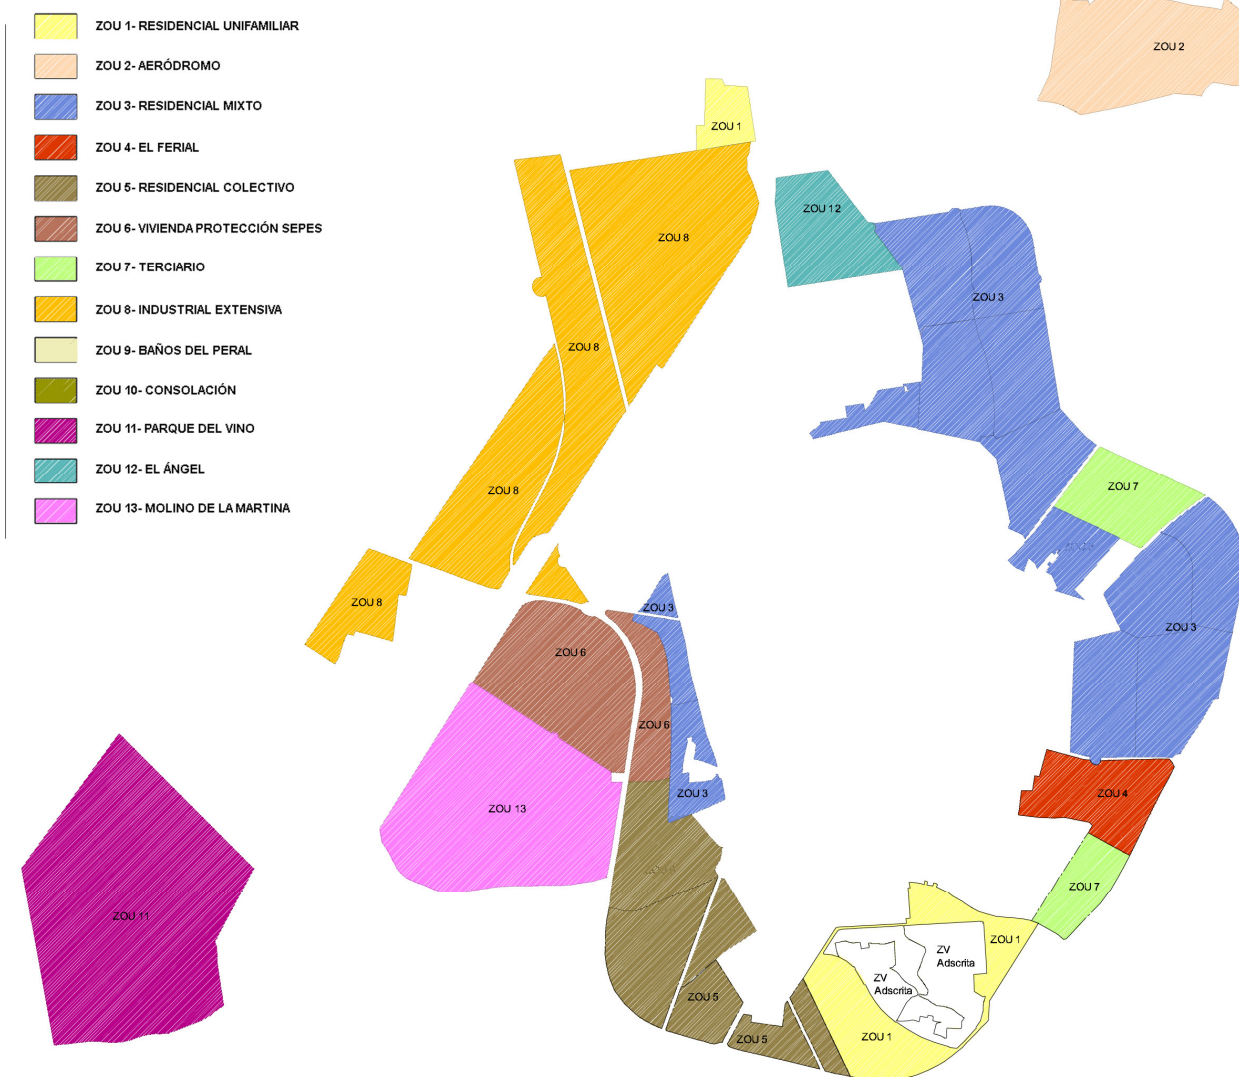 ZOU 1- RESIDENCIAL UNIFAMILIAR
ZOU 2- AERÓDROMO
ZOU 3- RESIDENCIAL MIXTO
ZOU 4- EL FERIAL
ZOU 5- RESIDENCIAL COLECTIVO
ZOU 6- VIVIENDA PROTECCIÓN SEPES
ZOU 7- TERCIARIO
ZOU 8- INDUSTRIAL EXTENSIVA
ZOU 9- BAÑOS DEL PERAL
ZOU 10- CONSOLACIÓN
ZOU 11- PARQUE DEL VINO
ZOU 12- EL ÁNGEL
ZOU 13- MOLINO DE LA MARTINA
ZOU 2
ZOU 1
ZOU 12
ZOU 8
ZOU 3
ZOU 8
ZOU 7
ZOU 8
ZOU 8
ZOU 3
ZOU 3
ZOU 6
ZOU 6
ZOU 3
ZOU 4
ZOU 13
ZOU 7
ZOU 11
ZOU 1
ZV
Adscrita
ZV
Adscrita
ZOU 5
ZOU 5
ZOU 1